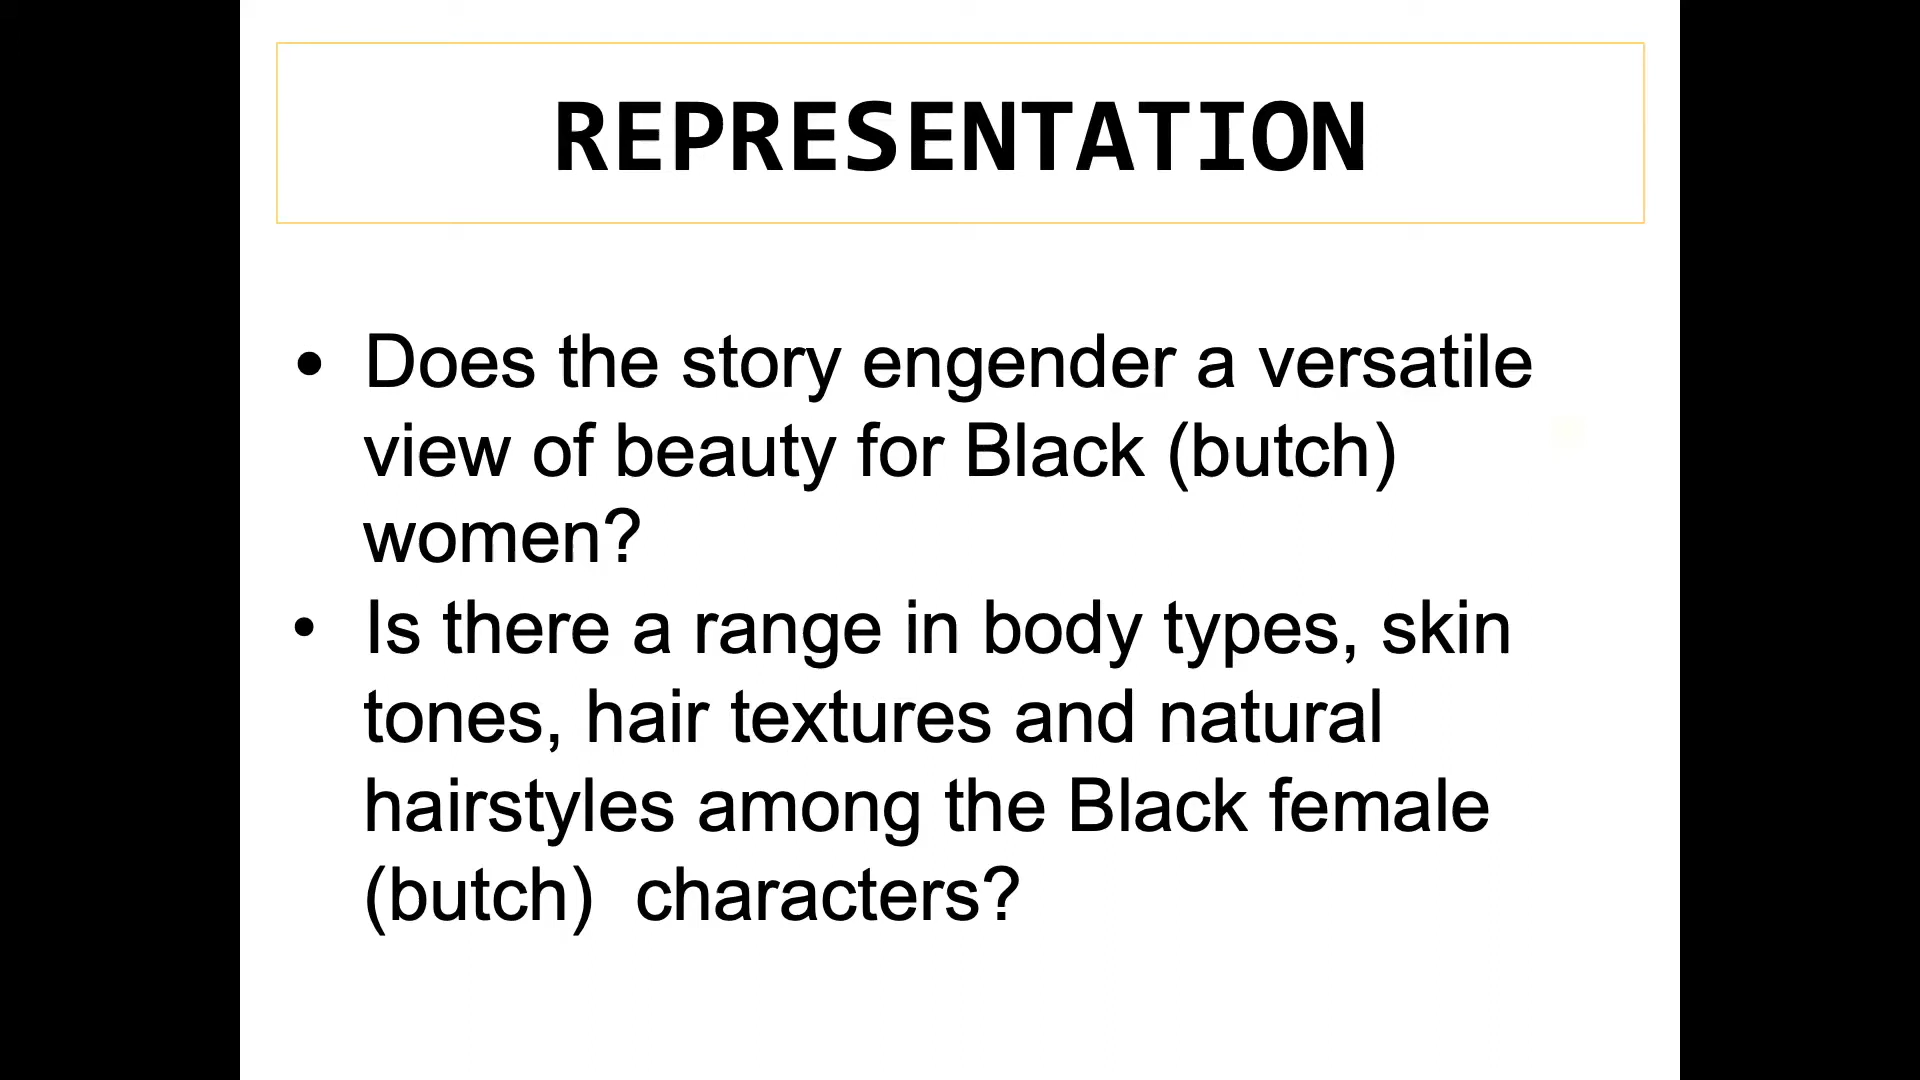 REPRESENTATION
• Does the story engender a versatile
view of beauty for Black (butch)
women?
• Is there a range in body types, skin
tones, hair textures and natural
hairstyles among the Black female
(butch)  characters?